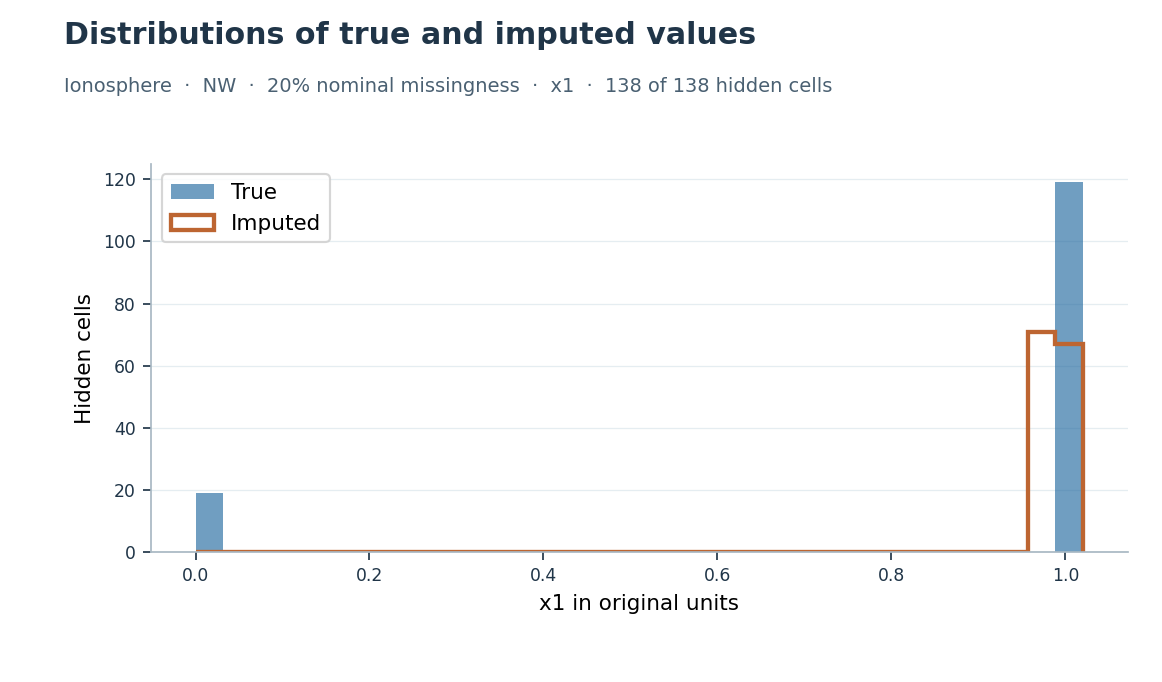 Distributions of true and imputed values
Ionosphere · NW · 20% nominal missingness · x1 · 138 of 138 hidden cells
True
Imputed
120
100
80
60
40
20
0
Hidden cells
0.0 0.2 0.4 0.6 0.8 1.0
x1 in original units